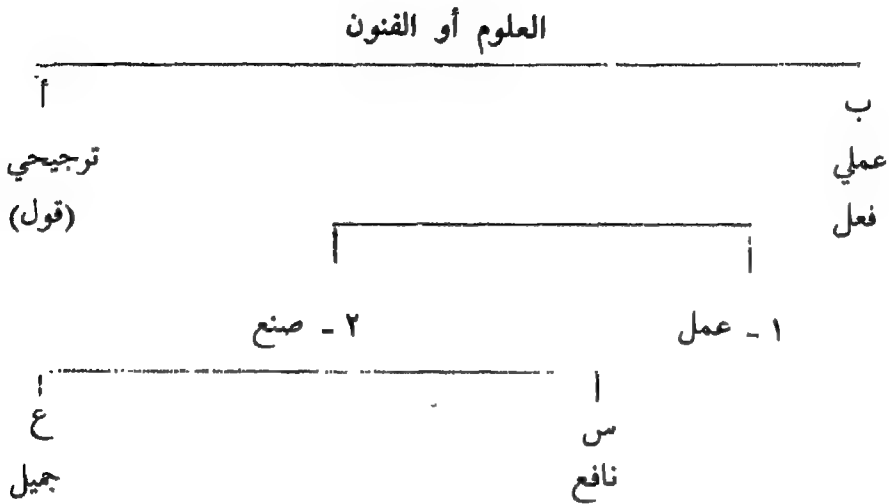 العلوم أو الفنون
ب أ
عملي ترجيحي
فعل (قول)
١ - عمل ٢ - صنع
س ع
نافع جميل